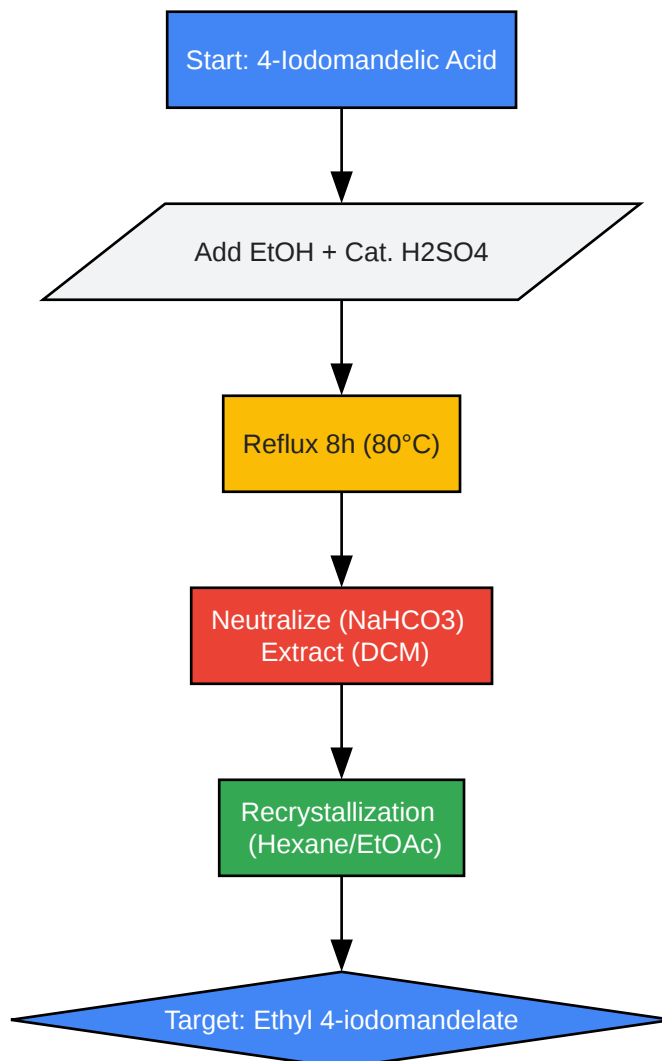 Start: 4-Iodomandelic Acid
Add EtOH + Cat. H2SO4
Reflux 8h (80°C)
Neutralize (NaHCO3)
Extract (DCM)
Recrystallization
(Hexane/EtOAc)
Target: Ethyl 4-iodomandelate